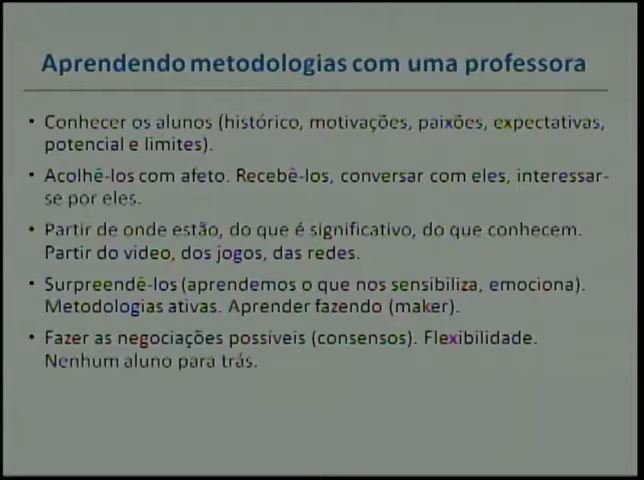 Aprendendo metodologias com uma professora
• Conhecer os alunos (histórico, motivações, paixões, expectativas,
potencial e limites).
• Acolhê-los com afeto. Recebê-los, conversar com eles, interessar-
se por eles.
• Partir de onde estão, do que é significativo, do que conhecem.
Partir do vídeo, dos jogos, das redes.
• Surpreendê-los (aprendemos o que nos sensibiliza, emociona).
Metodologias ativas. Aprender fazendo (maker).
• Fazer as negociações possíveis (consensos). Flexibilidade.
Nenhum aluno para trás.